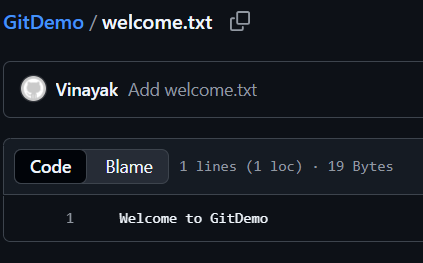 GitDemo / welcome.txt
Vinayak Add welcome.txt
Code Blame 1 lines (1 loc) · 19 Bytes
1 Welcome to GitDemo